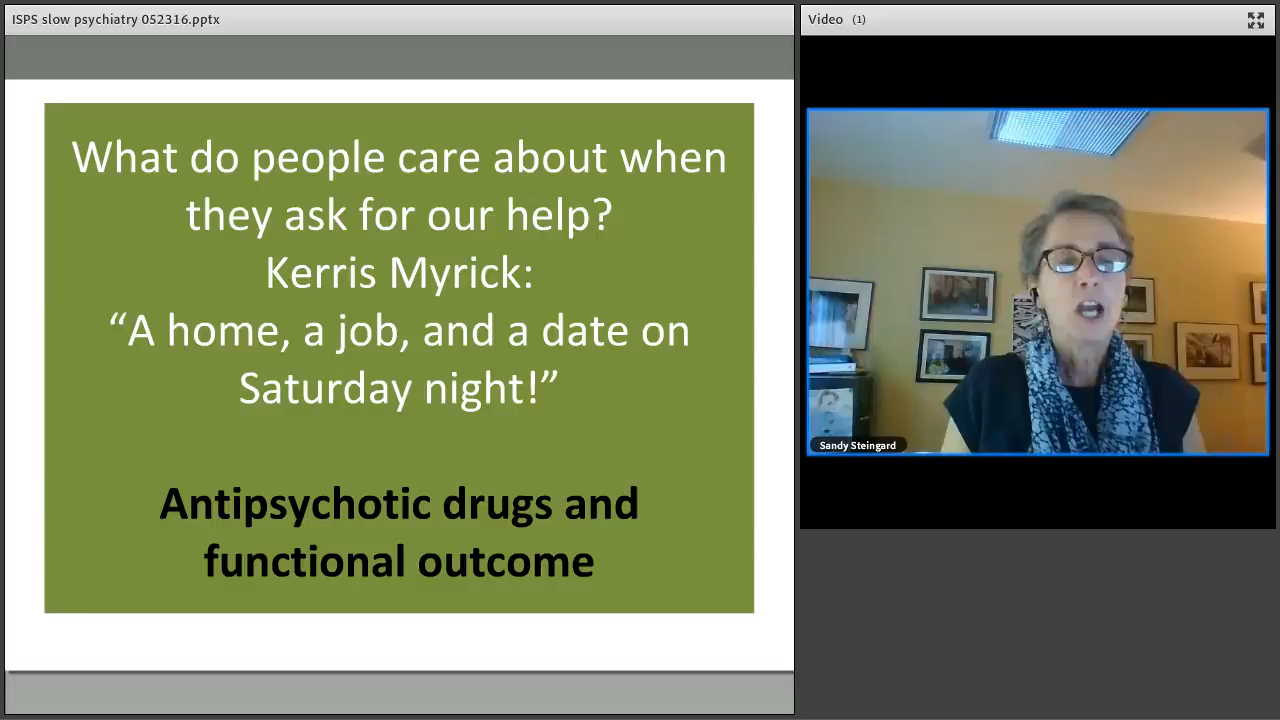 ISPS slow psychiatry 052316.pptx
Video (1)
What do people care about when
they ask for our help?
Kerris Myrick:
“A home, a job, and a date on
Saturday night!”
Antipsychotic drugs and
functional outcome
Sandy Steingard